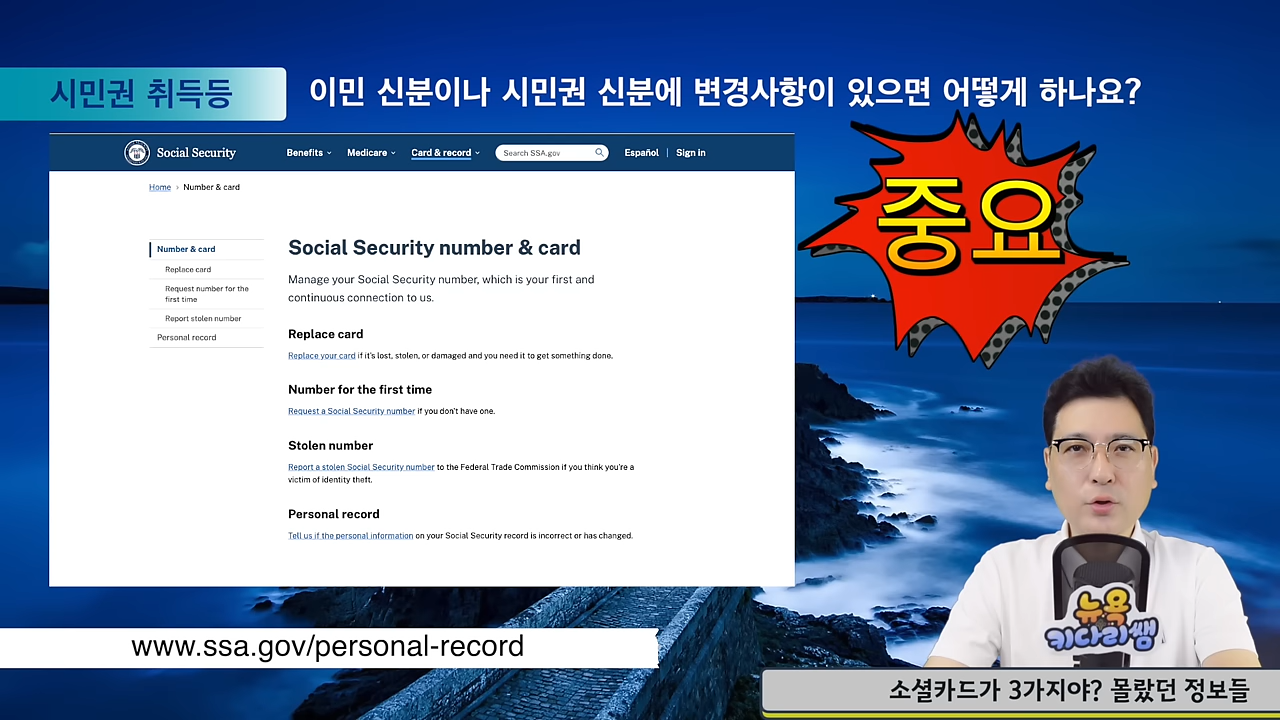 시민권 취득등
이민 신분이나 시민권 신분에 변경사항이 있으면 어떻게 하나요?
Social Security
Benefits
Medicare
Card & record
Search SSA.gov
Español | Sign in
Home › Number & card
Number & card
Replace card
Request number for the
first time
Report stolen number
Personal record
Social Security number & card
Manage your Social Security number, which is your first and
continuous connection to us.
Replace card
Replace your card if it's lost, stolen, or damaged and you need it to get something done.
Number for the first time
Request a Social Security number if you don't have one.
Stolen number
Report a stolen Social Security number to the Federal Trade Commission if you think you're a
victim of identity theft.
Personal record
Tell us if the personal information on your Social Security record is incorrect or has changed.
중요
뉴욕
키다리쌤
www.ssa.gov/personal-record
소셜카드가 3가지야? 몰랐던 정보들